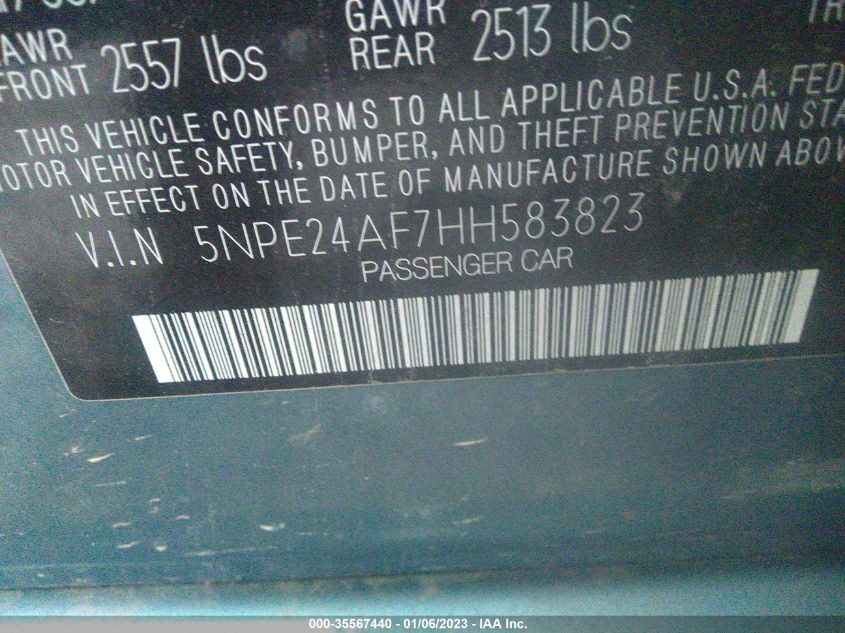 GAWR
FRONT 2557 lbs
GAWR
REAR 2513 lbs
THIS VEHICLE CONFORMS TO ALL APPLICABLE U.S.A. FED
MOTOR VEHICLE SAFETY, BUMPER, AND THEFT PREVENTION STA
IN EFFECT ON THE DATE OF MANUFACTURE SHOWN ABOV
V.I.N 5NPE24AF7HH583823
PASSENGER CAR
000-35567440 - 01/06/2023 - IAA Inc.